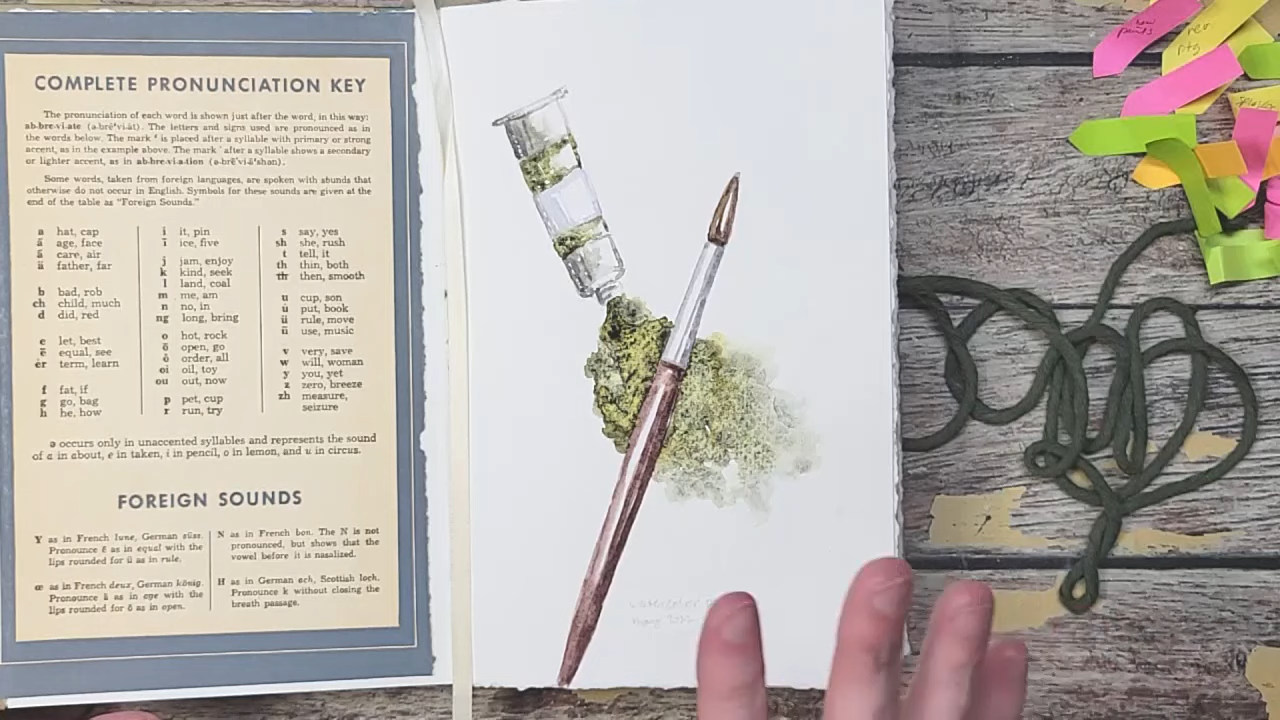 COMPLETE PRONUNCIATION KEY
The pronunciation of each word is shown just after the word, in this way:
ab·bre·vi·ate (ə brē′vi āt). The letters and signs used are pronounced as in
the words below. The mark ′ is placed after a syllable with primary or strong
accent, as in the example above. The mark ′ after a syllable shows a secondary
or lighter accent, as in ab·bre·vi·a·tion (ə brē′vi ā′shən).
Some words, taken from foreign languages, are spoken with sounds that
otherwise do not occur in English. Symbols for these sounds are given at the
end of the table as "Foreign Sounds."
a hat, cap
ā age, face
ã care, air
ä father, far
b bad, rob
ch child, much
d did, red
e let, best
ē equal, see
ėr term, learn
f fat, if
g go, bag
h he, how
i it, pin
ī ice, five
j jam, enjoy
k kind, seek
l land, coal
m me, am
n no, in
ng long, bring
o hot, rock
ō open, go
ô order, all
oi oil, toy
ou out, now
p pet, cup
r run, try
s say, yes
sh she, rush
t tell, it
th thin, both
ᴛʜ then, smooth
u cup, son
u̇ put, book
ü rule, move
ū use, music
v very, save
w will, woman
y you, yet
z zero, breeze
zh measure,
seizure
ə occurs only in unaccented syllables and represents the sound
of a in about, e in taken, i in pencil, o in lemon, and u in circus.
FOREIGN SOUNDS
Y as in French lune, German süss.
Pronounce ē as in equal with the
lips rounded for ü as in rule.
œ as in French deux, German könig.
Pronounce ā as in age with the
lips rounded for ō as in open.
N as in French bon. The N is not
pronounced, but shows that the
vowel before it is nasalized.
H as in German ach, Scottish loch.
Pronounce k without closing the
breath passage.
watercolor
new
paints